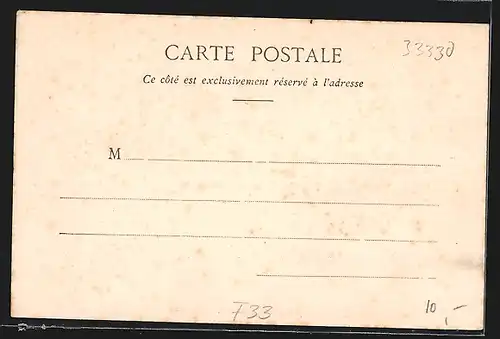 CARTE POSTALE
33330
Ce côté est exclusivement réservé à l'adresse
M
F33
10,-